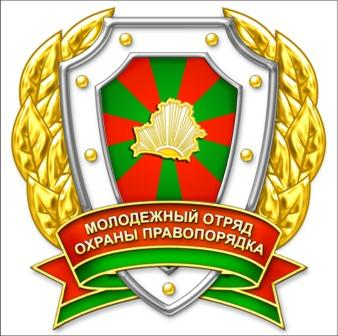 МОЛОДЕЖНЫЙ ОТРЯД
ОХРАНЫ ПРАВОПОРЯДКА